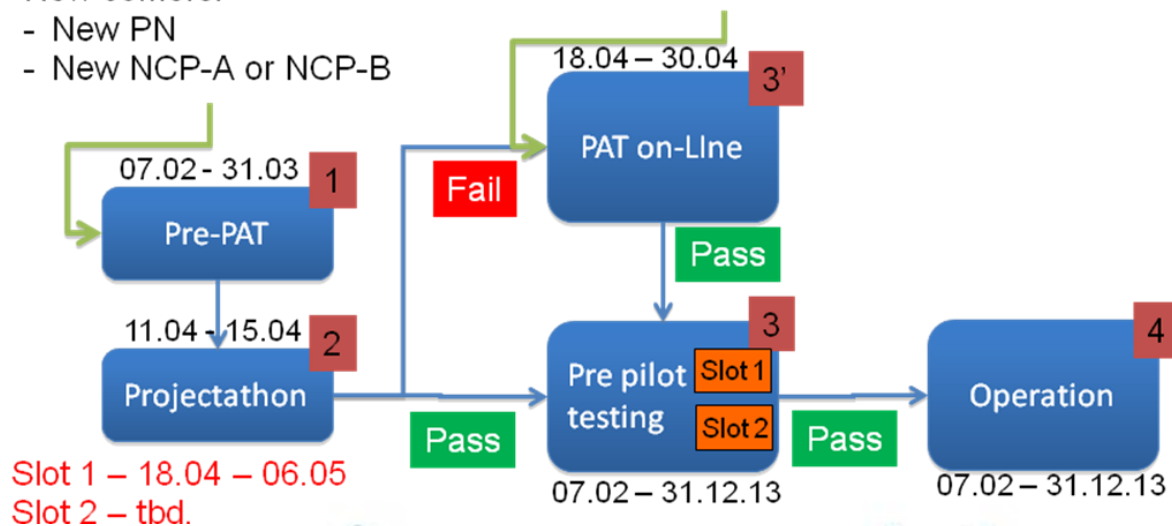 - New PN
- New NCP-A or NCP-B
18.04 – 30.04
3'
PAT on-LIne
07.02 - 31.03
1
Pre-PAT
Fail
Pass
11.04 - 15.04
2
Projectathon
Pass
3
Pre pilot
testing
Slot 1
Slot 2
Pass
4
Operation
Slot 1 – 18.04 – 06.05
Slot 2 – tbd.
07.02 – 31.12.13
07.02 – 31.12.13